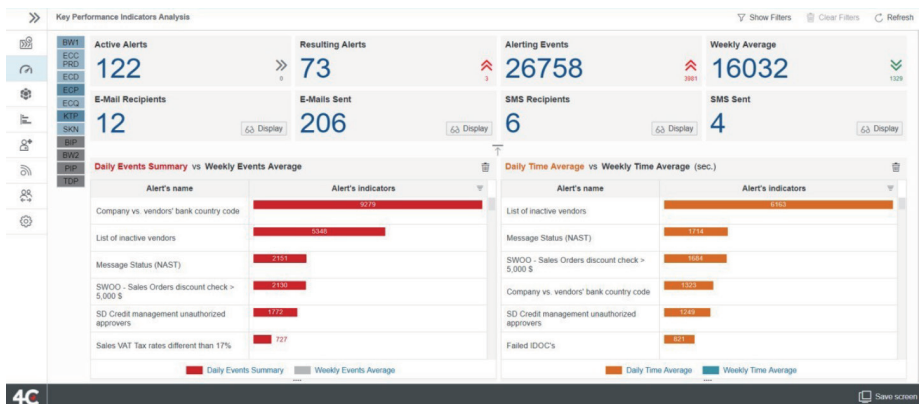 Key Performance Indicators Analysis
Show Filters
Clear Filters
Refresh
BW1
ECC PRD
ECD
ECP
ECQ
KTP
SKN
BIP
BW2
PIP
TDP
Active Alerts
122
0
Resulting Alerts
73
3
Alerting Events
26758
3981
Weekly Average
16032
1329
E-Mail Recipients
12
Display
E-Mails Sent
206
Display
SMS Recipients
6
Display
SMS Sent
4
Display
Daily Events Summary vs Weekly Events Average
Alert's name Alert's indicators
Company vs. vendors' bank country code 9279
List of inactive vendors 5348
Message Status (NAST) 2151
SWOO - Sales Orders discount check >
5,000 $ 2130
SD Credit management unauthorized
approvers 1772
Sales VAT Tax rates different than 17% 727
Daily Events Summary Weekly Events Average
Daily Time Average vs Weekly Time Average (sec.)
Alert's name Alert's indicators
List of inactive vendors 6163
Message Status (NAST) 1714
SWOO - Sales Orders discount check >
5,000 $ 1684
Company vs. vendors' bank country code 1323
SD Credit management unauthorized
approvers 1249
Failed IDOC's 821
Daily Time Average Weekly Time Average
4C
Save screen